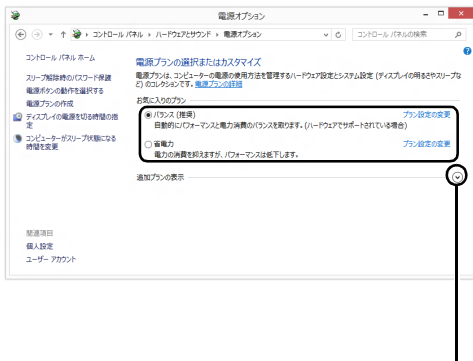 電源オプション
コントロール パネル ▸ ハードウェアとサウンド ▸ 電源オプション
コントロール パネルの検索
コントロール パネル ホーム
スリープ解除時のパスワード保護
電源ボタンの動作を選択する
電源プランの作成
ディスプレイの電源を切る時間の指定
コンピューターがスリープ状態になる時間を変更
電源プランの選択またはカスタマイズ
電源プランは、コンピューターの電源の使用方法を管理するハードウェア設定とシステム設定 (ディスプレイの明るさやスリープなど) のコレクションです。電源プランの詳細
お気に入りのプラン
バランス (推奨) プラン設定の変更
自動的にパフォーマンスと電力消費のバランスを取ります。(ハードウェアでサポートされている場合)
省電力 プラン設定の変更
電力の消費を抑えますが、パフォーマンスは低下します。
追加プランの表示
関連項目
個人設定
ユーザー アカウント